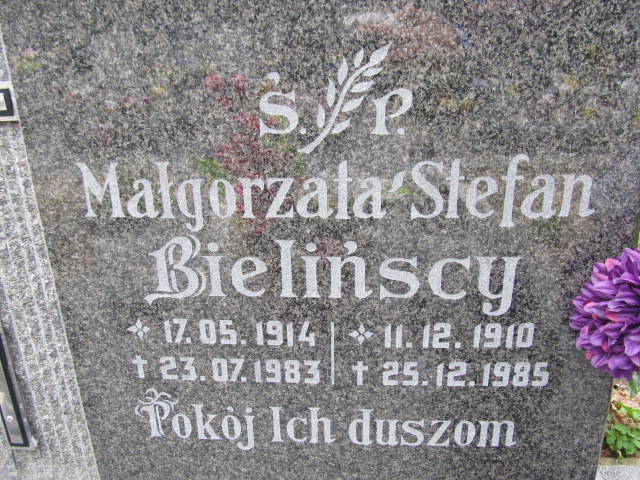 Ś. P.
Małgorzata Stefan
Bielińscy
17.05.1914 | 11.12.1910
† 23.07.1983 | † 25.12.1985
Pokój Ich duszom